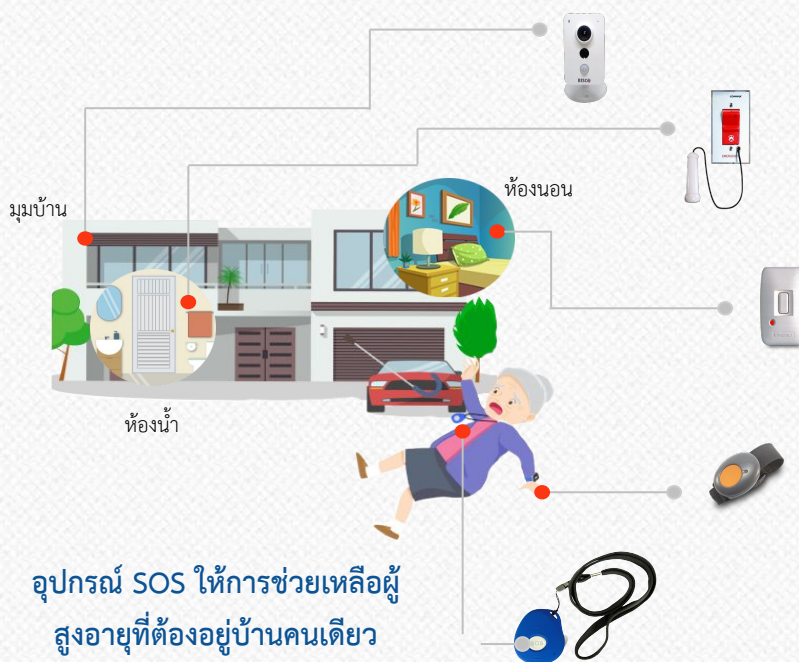 มุมบ้าน
ห้องนอน
ห้องน้ำ
อุปกรณ์ SOS ให้การช่วยเหลือผู้
สูงอายุที่ต้องอยู่บ้านคนเดียว